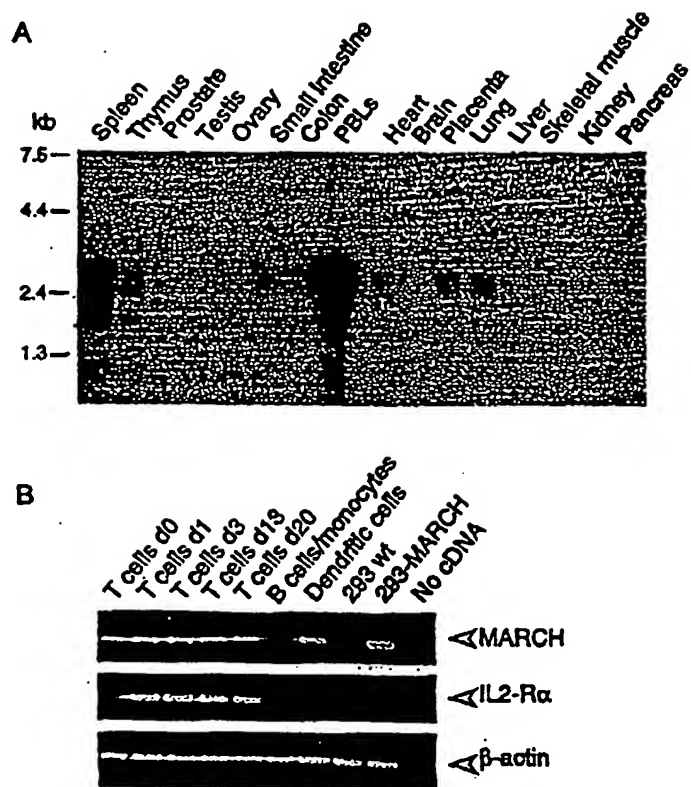 A
kb
Spleen
Thymus
Prostate
Testis
Ovary
Small Intestine
Colon
PBLs
Heart
Brain
Placenta
Lung
Liver
Skeletal muscle
Kidney
Pancreas
7.5
4.4
2.4
1.3
B
T cells d0
T cells d1
T cells d3
T cells d13
T cells d20
B cells/monocytes
Dendritic cells
293 wt
293-MARCH
No cDNA
MARCH
IL2-Rα
β-actin